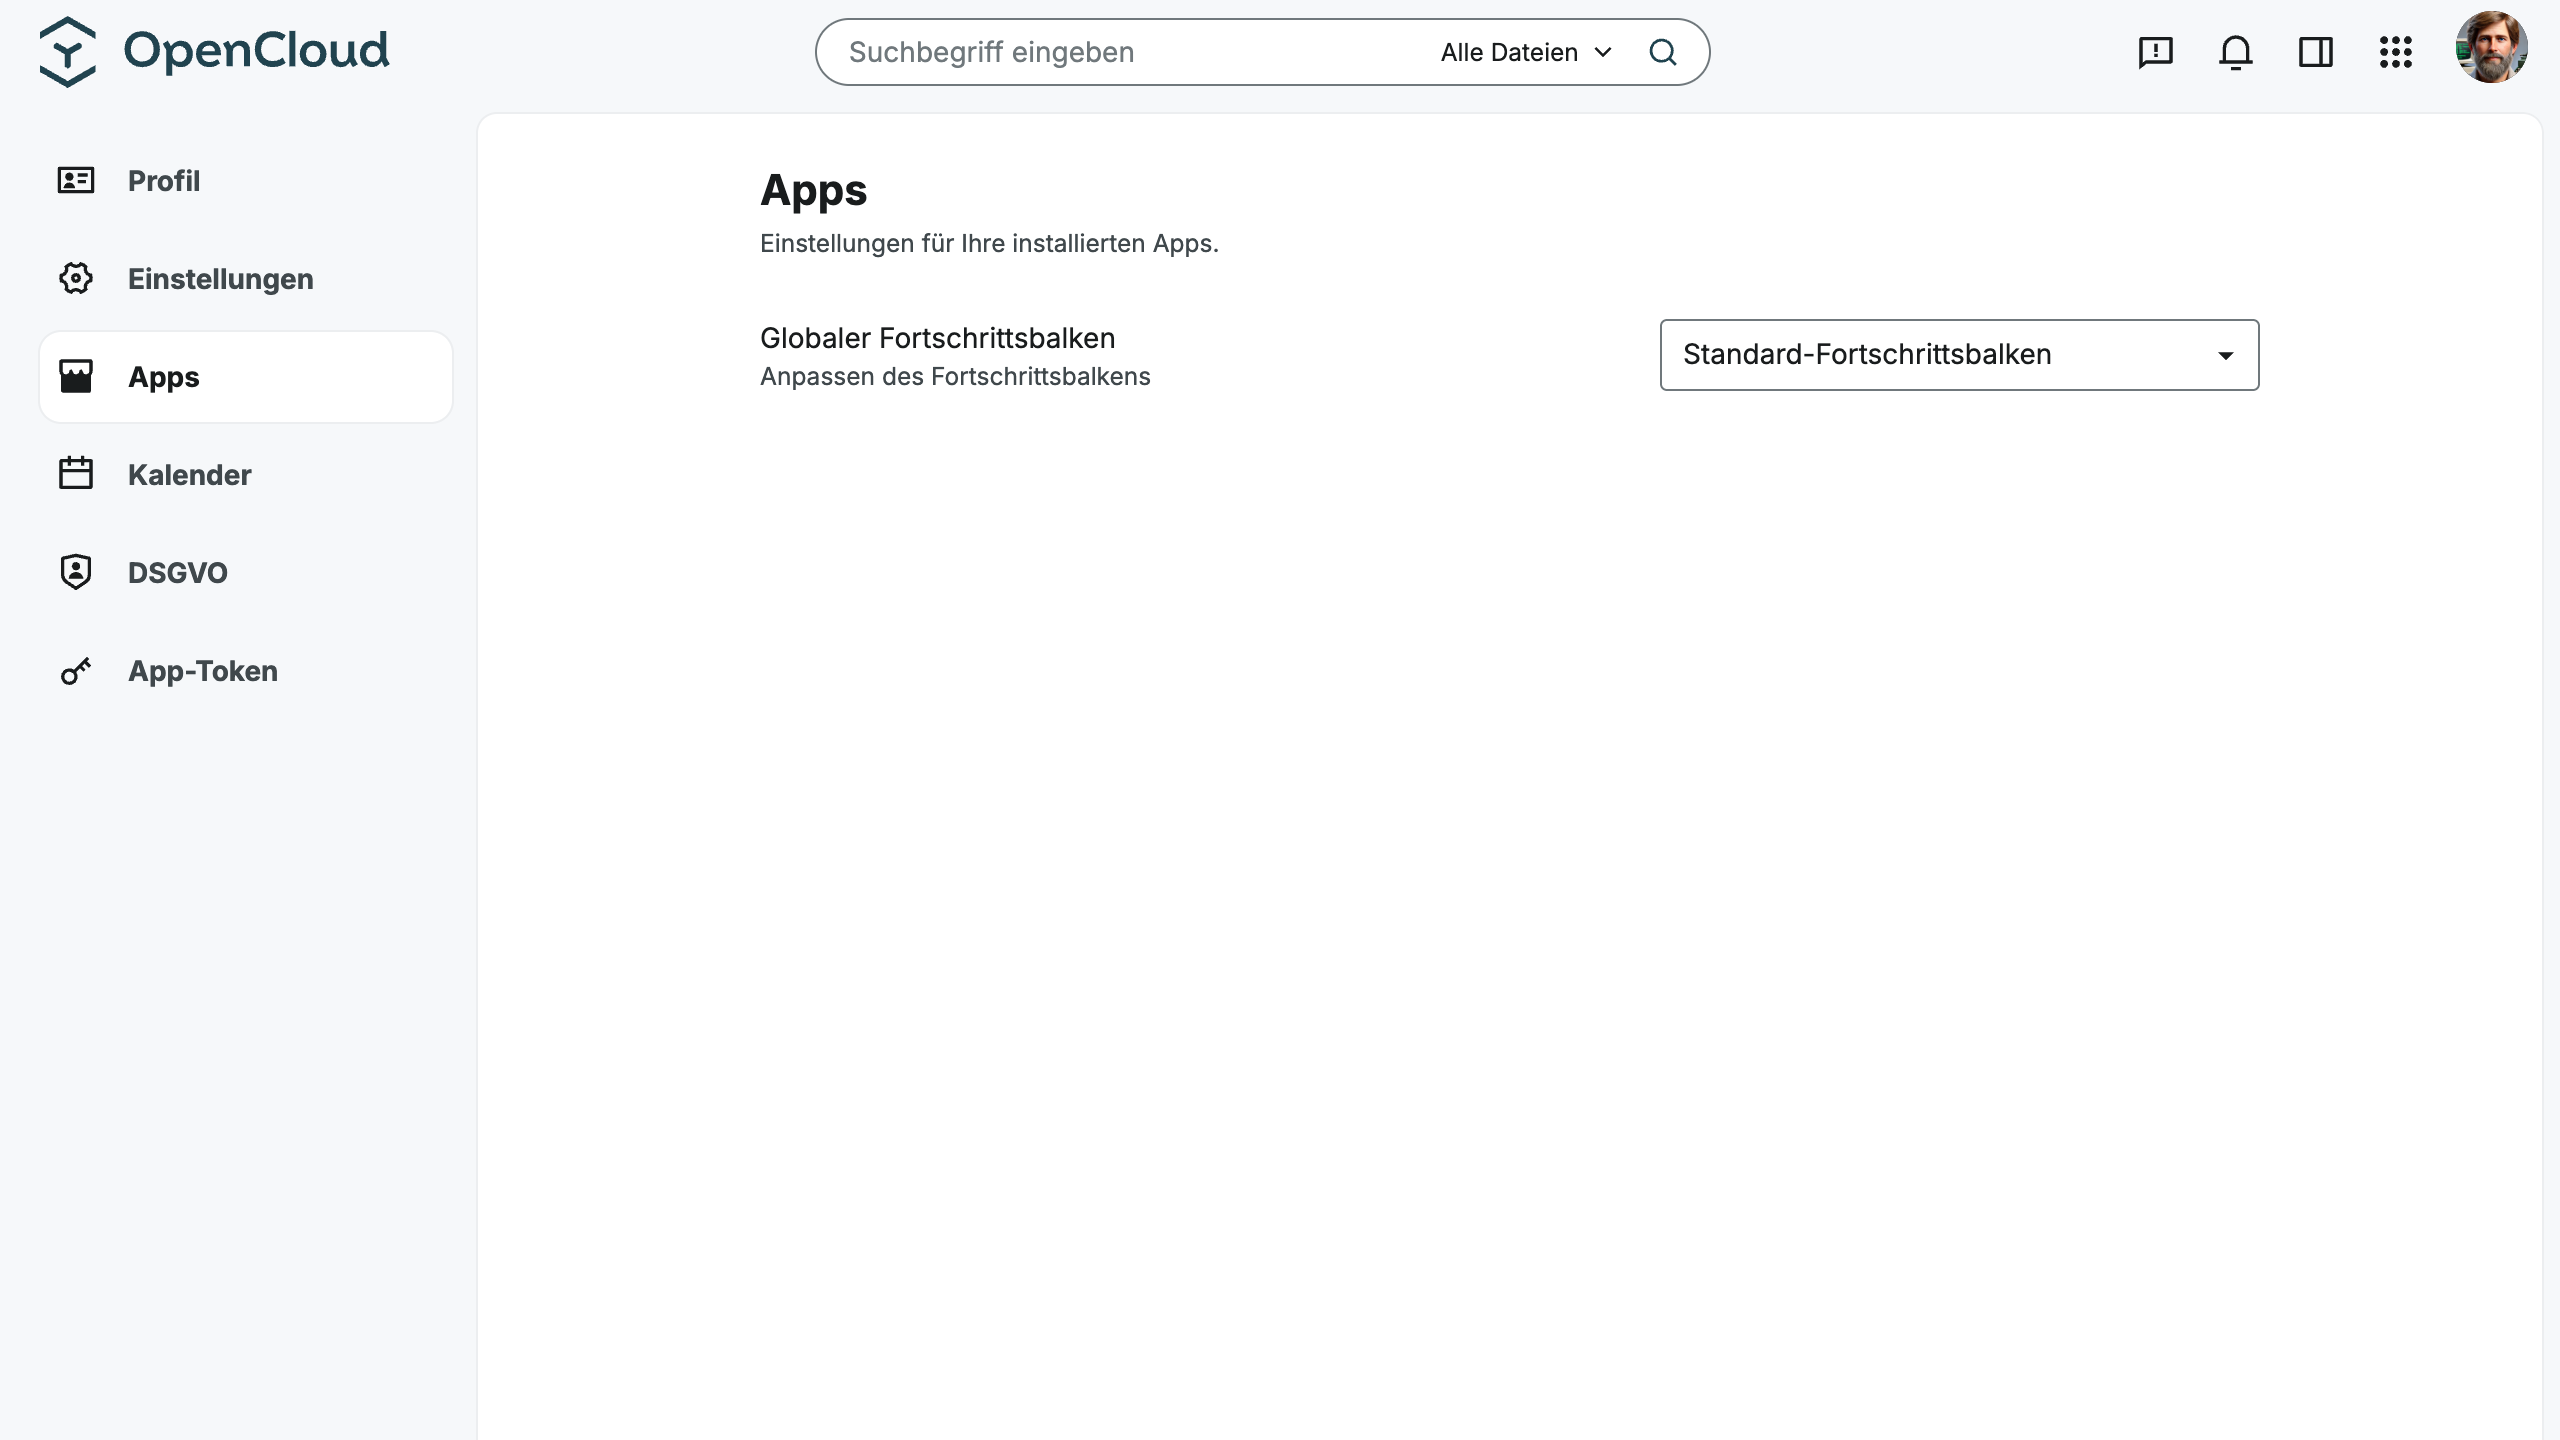 OpenCloud
Suchbegriff eingeben
Alle Dateien
Profil
Einstellungen
Apps
Kalender
DSGVO
App-Token
Apps
Einstellungen für Ihre installierten Apps.
Globaler Fortschrittsbalken
Anpassen des Fortschrittsbalkens
Standard-Fortschrittsbalken